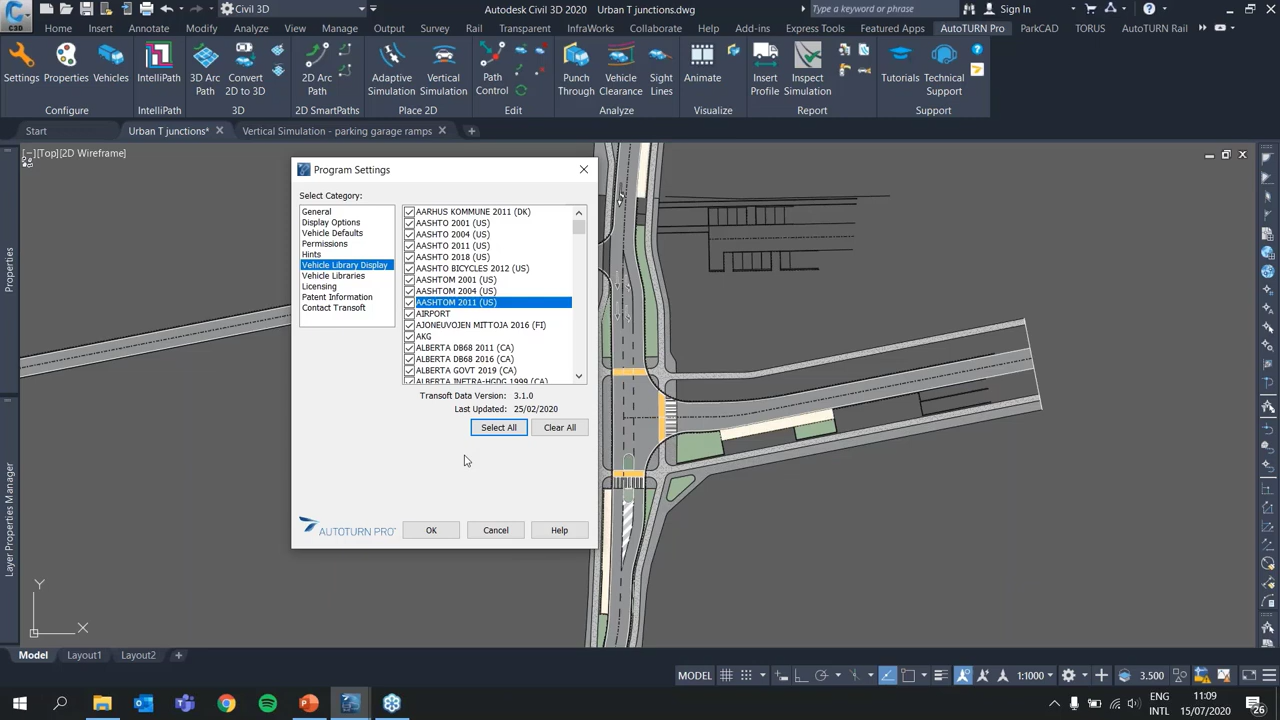 C3D
Civil 3D
Autodesk Civil 3D 2020 Urban T junctions.dwg
Type a keyword or phrase
Sign In
Home Insert Annotate Modify Analyze View Manage Output Survey Rail Transparent InfraWorks Collaborate Help Add-ins Express Tools Featured Apps AutoTURN Pro ParkCAD TORUS AutoTURN Rail
Settings Properties Vehicles IntelliPath 3D Arc Path Convert 2D to 3D 2D Arc Path Adaptive Simulation Vertical Simulation Path Control Punch Through Vehicle Clearance Sight Lines Animate Insert Profile Inspect Simulation Tutorials Technical Support
Configure IntelliPath 3D 2D SmartPaths Place 2D Edit Analyze Visualize Report Support
Start Urban T junctions* Vertical Simulation - parking garage ramps
[−][Top][2D Wireframe]
Properties
Layer Properties Manager
Program Settings
Select Category:
General
Display Options
Vehicle Defaults
Permissions
Hints
Vehicle Library Display
Vehicle Libraries
Licensing
Patent Information
Contact Transoft
AARHUS KOMMUNE 2011 (DK)
AASHTO 2001 (US)
AASHTO 2004 (US)
AASHTO 2011 (US)
AASHTO 2018 (US)
AASHTO BICYCLES 2012 (US)
AASHTOM 2001 (US)
AASHTOM 2004 (US)
AASHTOM 2011 (US)
AIRPORT
AJONEUVOJEN MITTOJA 2016 (FI)
AKG
ALBERTA DB68 2011 (CA)
ALBERTA DB68 2016 (CA)
ALBERTA GOVT 2019 (CA)
ALBERTA INFTRA-HGDG 1999 (CA)
Transoft Data Version: 3.1.0
Last Updated: 25/02/2020
Select All Clear All
AUTOTURN PRO
OK Cancel Help
Y
X
Model Layout1 Layout2
MODEL 1:1000 3.500
ENG
INTL
11:09
15/07/2020
26